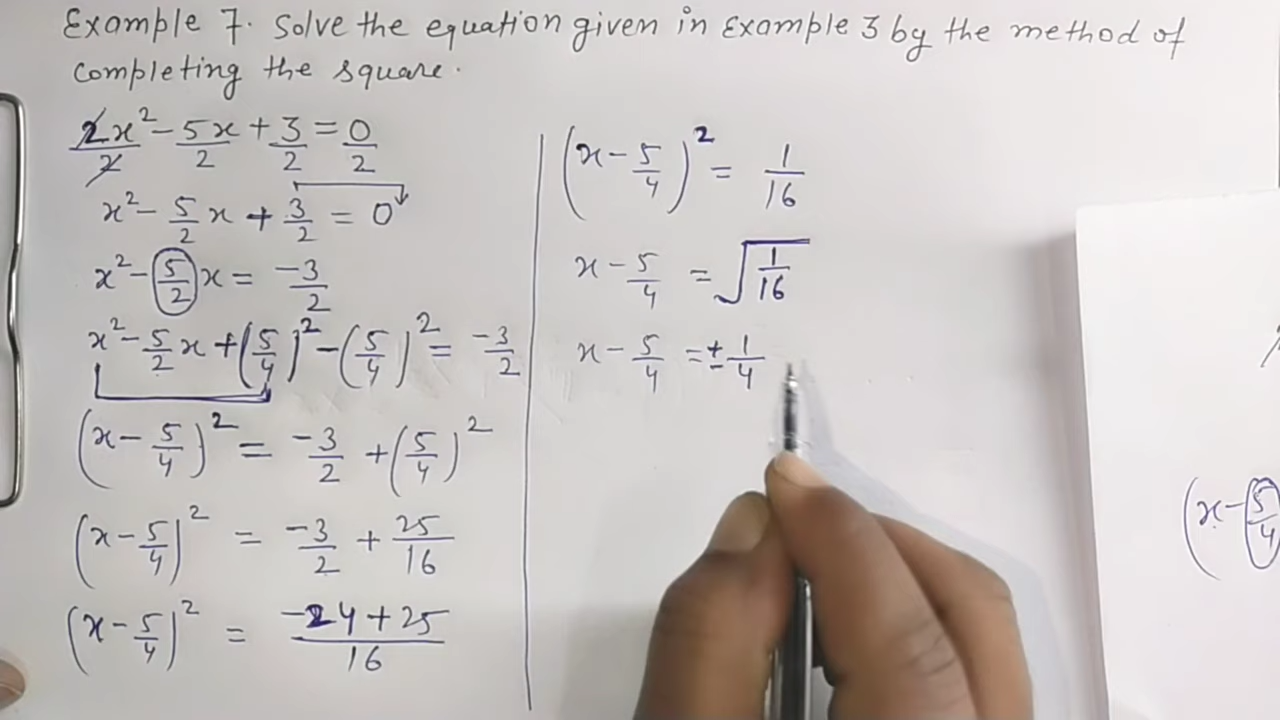 Example 7. Solve the equation given in Example 3 by the method of
completing the square.
2x²/2 - 5x/2 + 3/2 = 0/2
x² - 5/2 x + 3/2 = 0
x² - 5/2 x = -3/2
x² - 5/2 x + (5/4)² - (5/4)² = -3/2
(x - 5/4)² = -3/2 + (5/4)²
(x - 5/4)² = -3/2 + 25/16
(x - 5/4)² = -24+25/16
(x - 5/4)² = 1/16
x - 5/4 = √1/16
x - 5/4 = ± 1/4
(x - 5/4